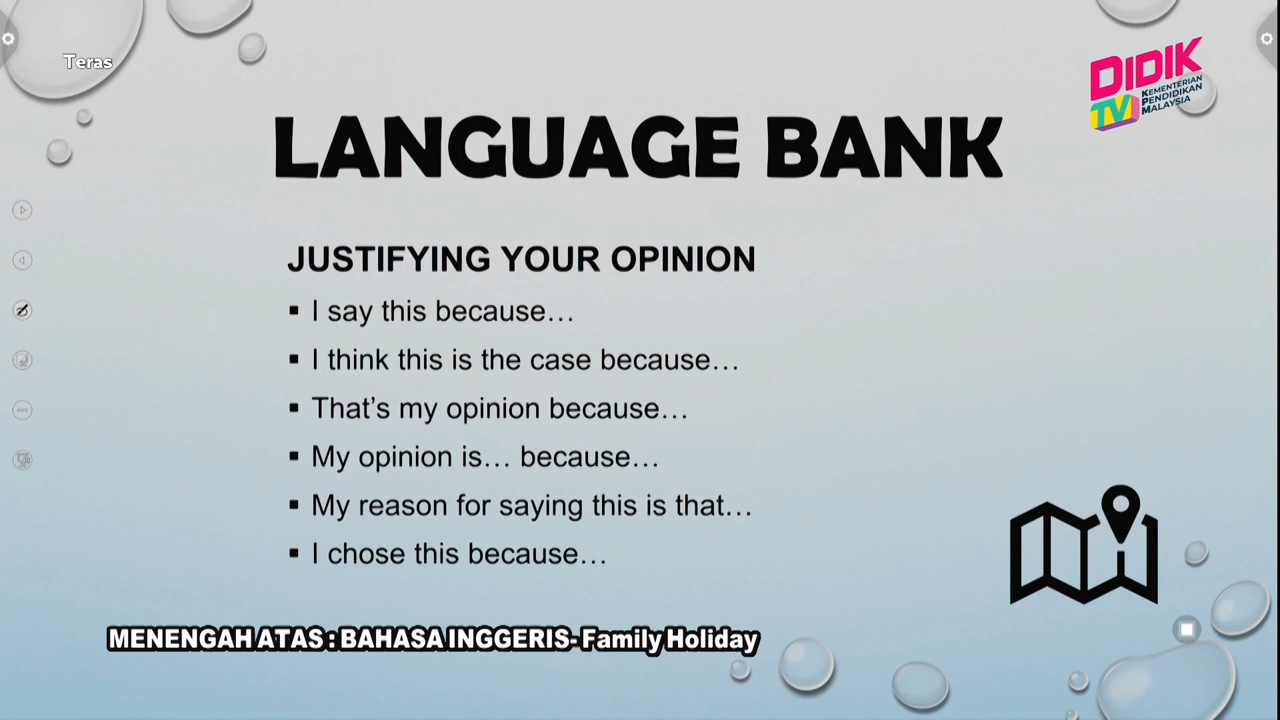 Teras
DIDIK
TV
KEMENTERIAN
PENDIDIKAN
MALAYSIA
LANGUAGE BANK
JUSTIFYING YOUR OPINION
▪ I say this because…
▪ I think this is the case because…
▪ That’s my opinion because…
▪ My opinion is… because…
▪ My reason for saying this is that…
▪ I chose this because…
MENENGAH ATAS : BAHASA INGGERIS- Family Holiday